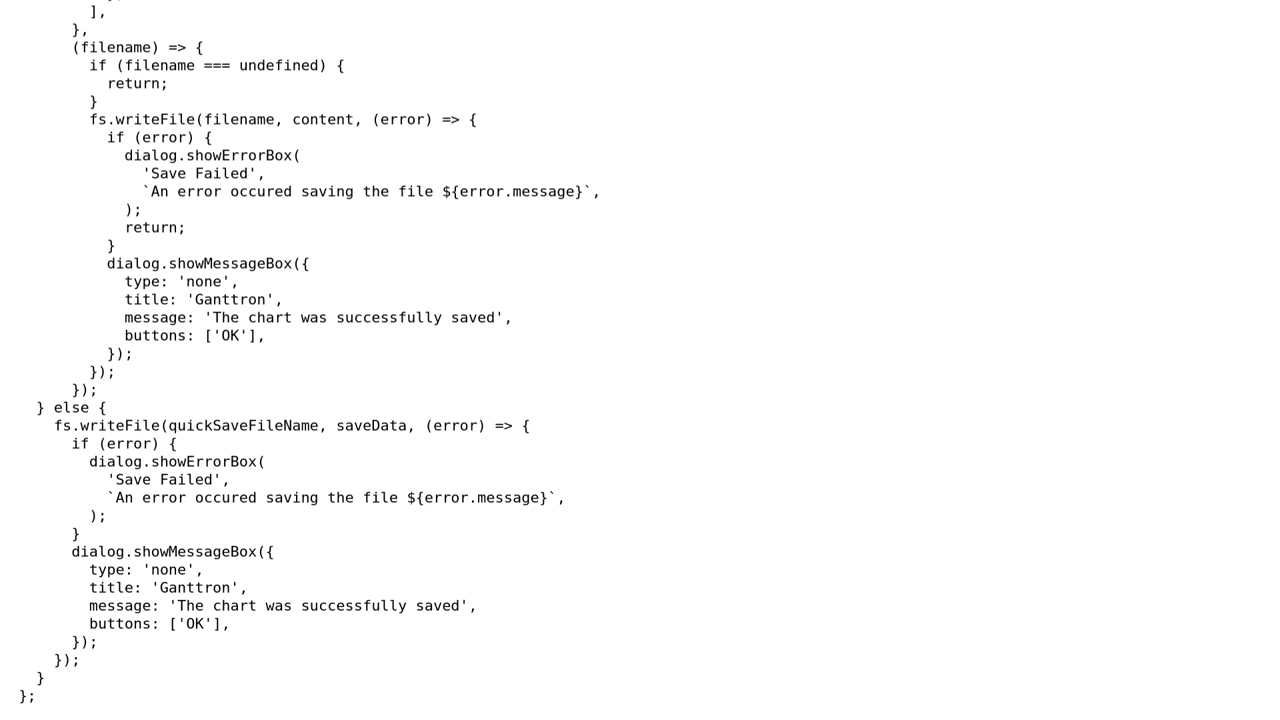 ],
},
(filename) => {
if (filename === undefined) {
return;
}
fs.writeFile(filename, content, (error) => {
if (error) {
dialog.showErrorBox(
'Save Failed',
`An error occured saving the file ${error.message}`,
);
return;
}
dialog.showMessageBox({
type: 'none',
title: 'Ganttron',
message: 'The chart was successfully saved',
buttons: ['OK'],
});
});
});
} else {
fs.writeFile(quickSaveFileName, saveData, (error) => {
if (error) {
dialog.showErrorBox(
'Save Failed',
`An error occured saving the file ${error.message}`,
);
}
dialog.showMessageBox({
type: 'none',
title: 'Ganttron',
message: 'The chart was successfully saved',
buttons: ['OK'],
});
});
}
};